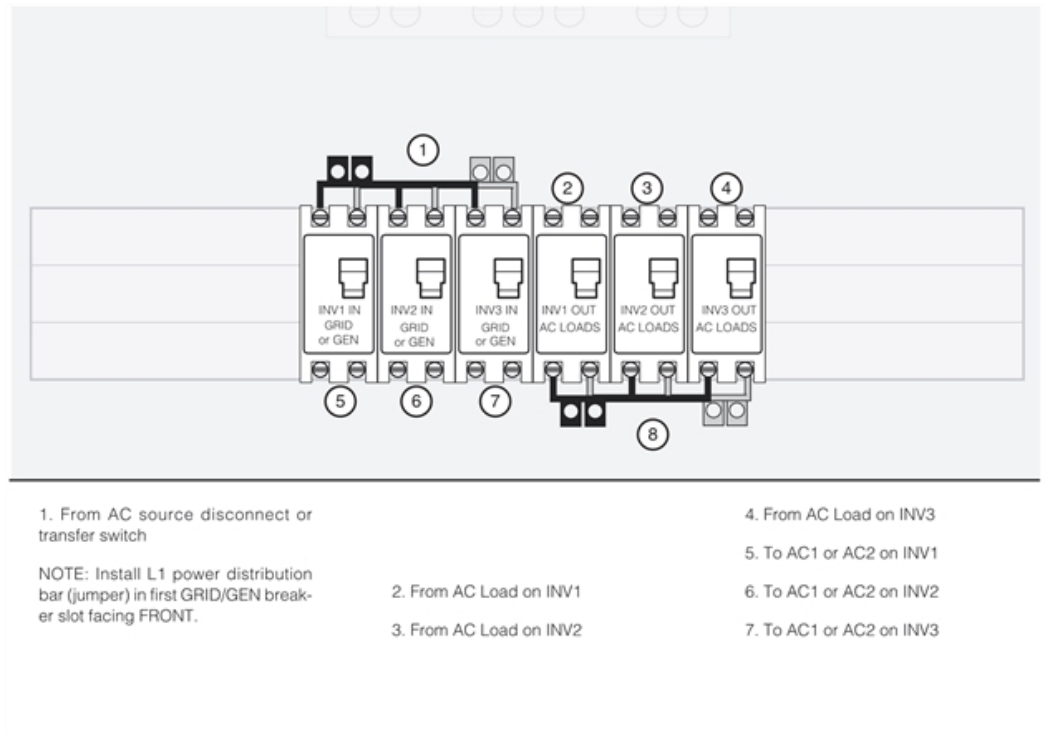 1
2
3
4
INV1 IN
GRID
or GEN
INV2 IN
GRID
or GEN
INV3 IN
GRID
or GEN
INV1 OUT
AC LOADS
INV2 OUT
AC LOADS
INV3 OUT
AC LOADS
5
6
7
8
1. From AC source disconnect or
transfer switch
NOTE: Install L1 power distribution
bar (jumper) in first GRID/GEN break-
er slot facing FRONT.
2. From AC Load on INV1
3. From AC Load on INV2
4. From AC Load on INV3
5. To AC1 or AC2 on INV1
6. To AC1 or AC2 on INV2
7. To AC1 or AC2 on INV3